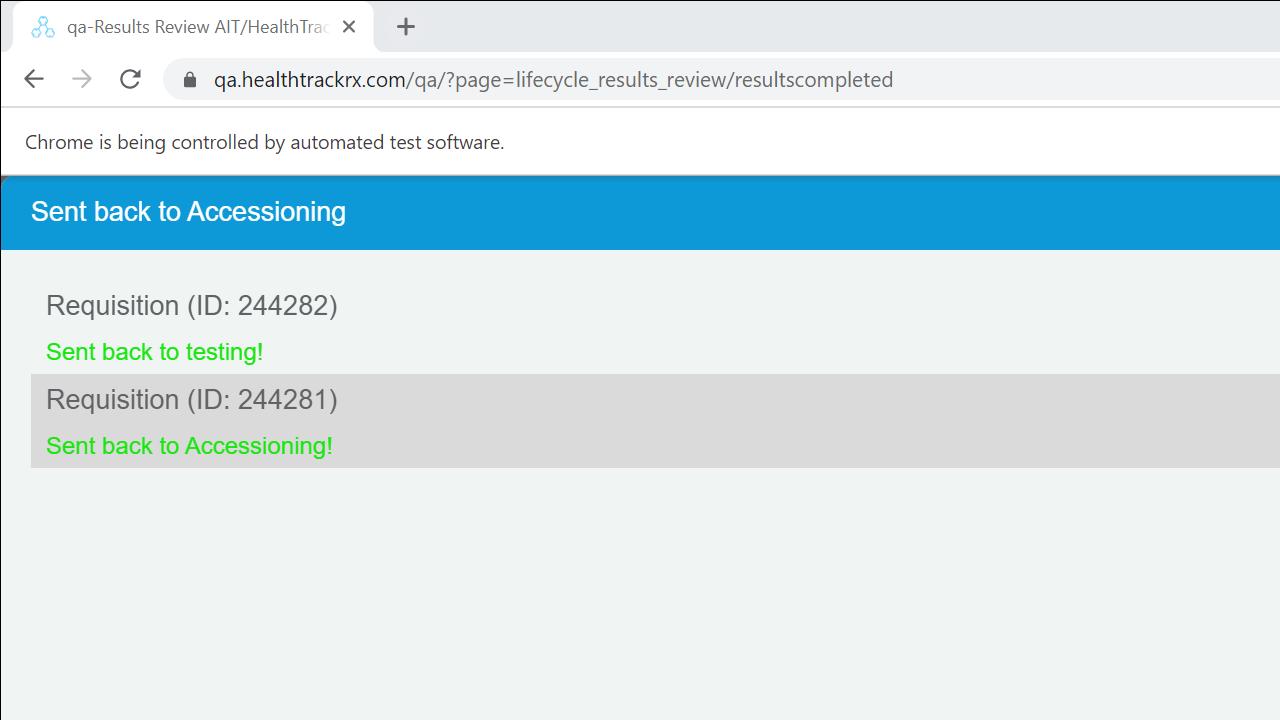 qa-Results Review AIT/HealthTrac
qa.healthtrackrx.com/qa/?page=lifecycle_results_review/resultscompleted
Chrome is being controlled by automated test software.
Sent back to Accessioning
Requisition (ID: 244282)
Sent back to testing!
Requisition (ID: 244281)
Sent back to Accessioning!